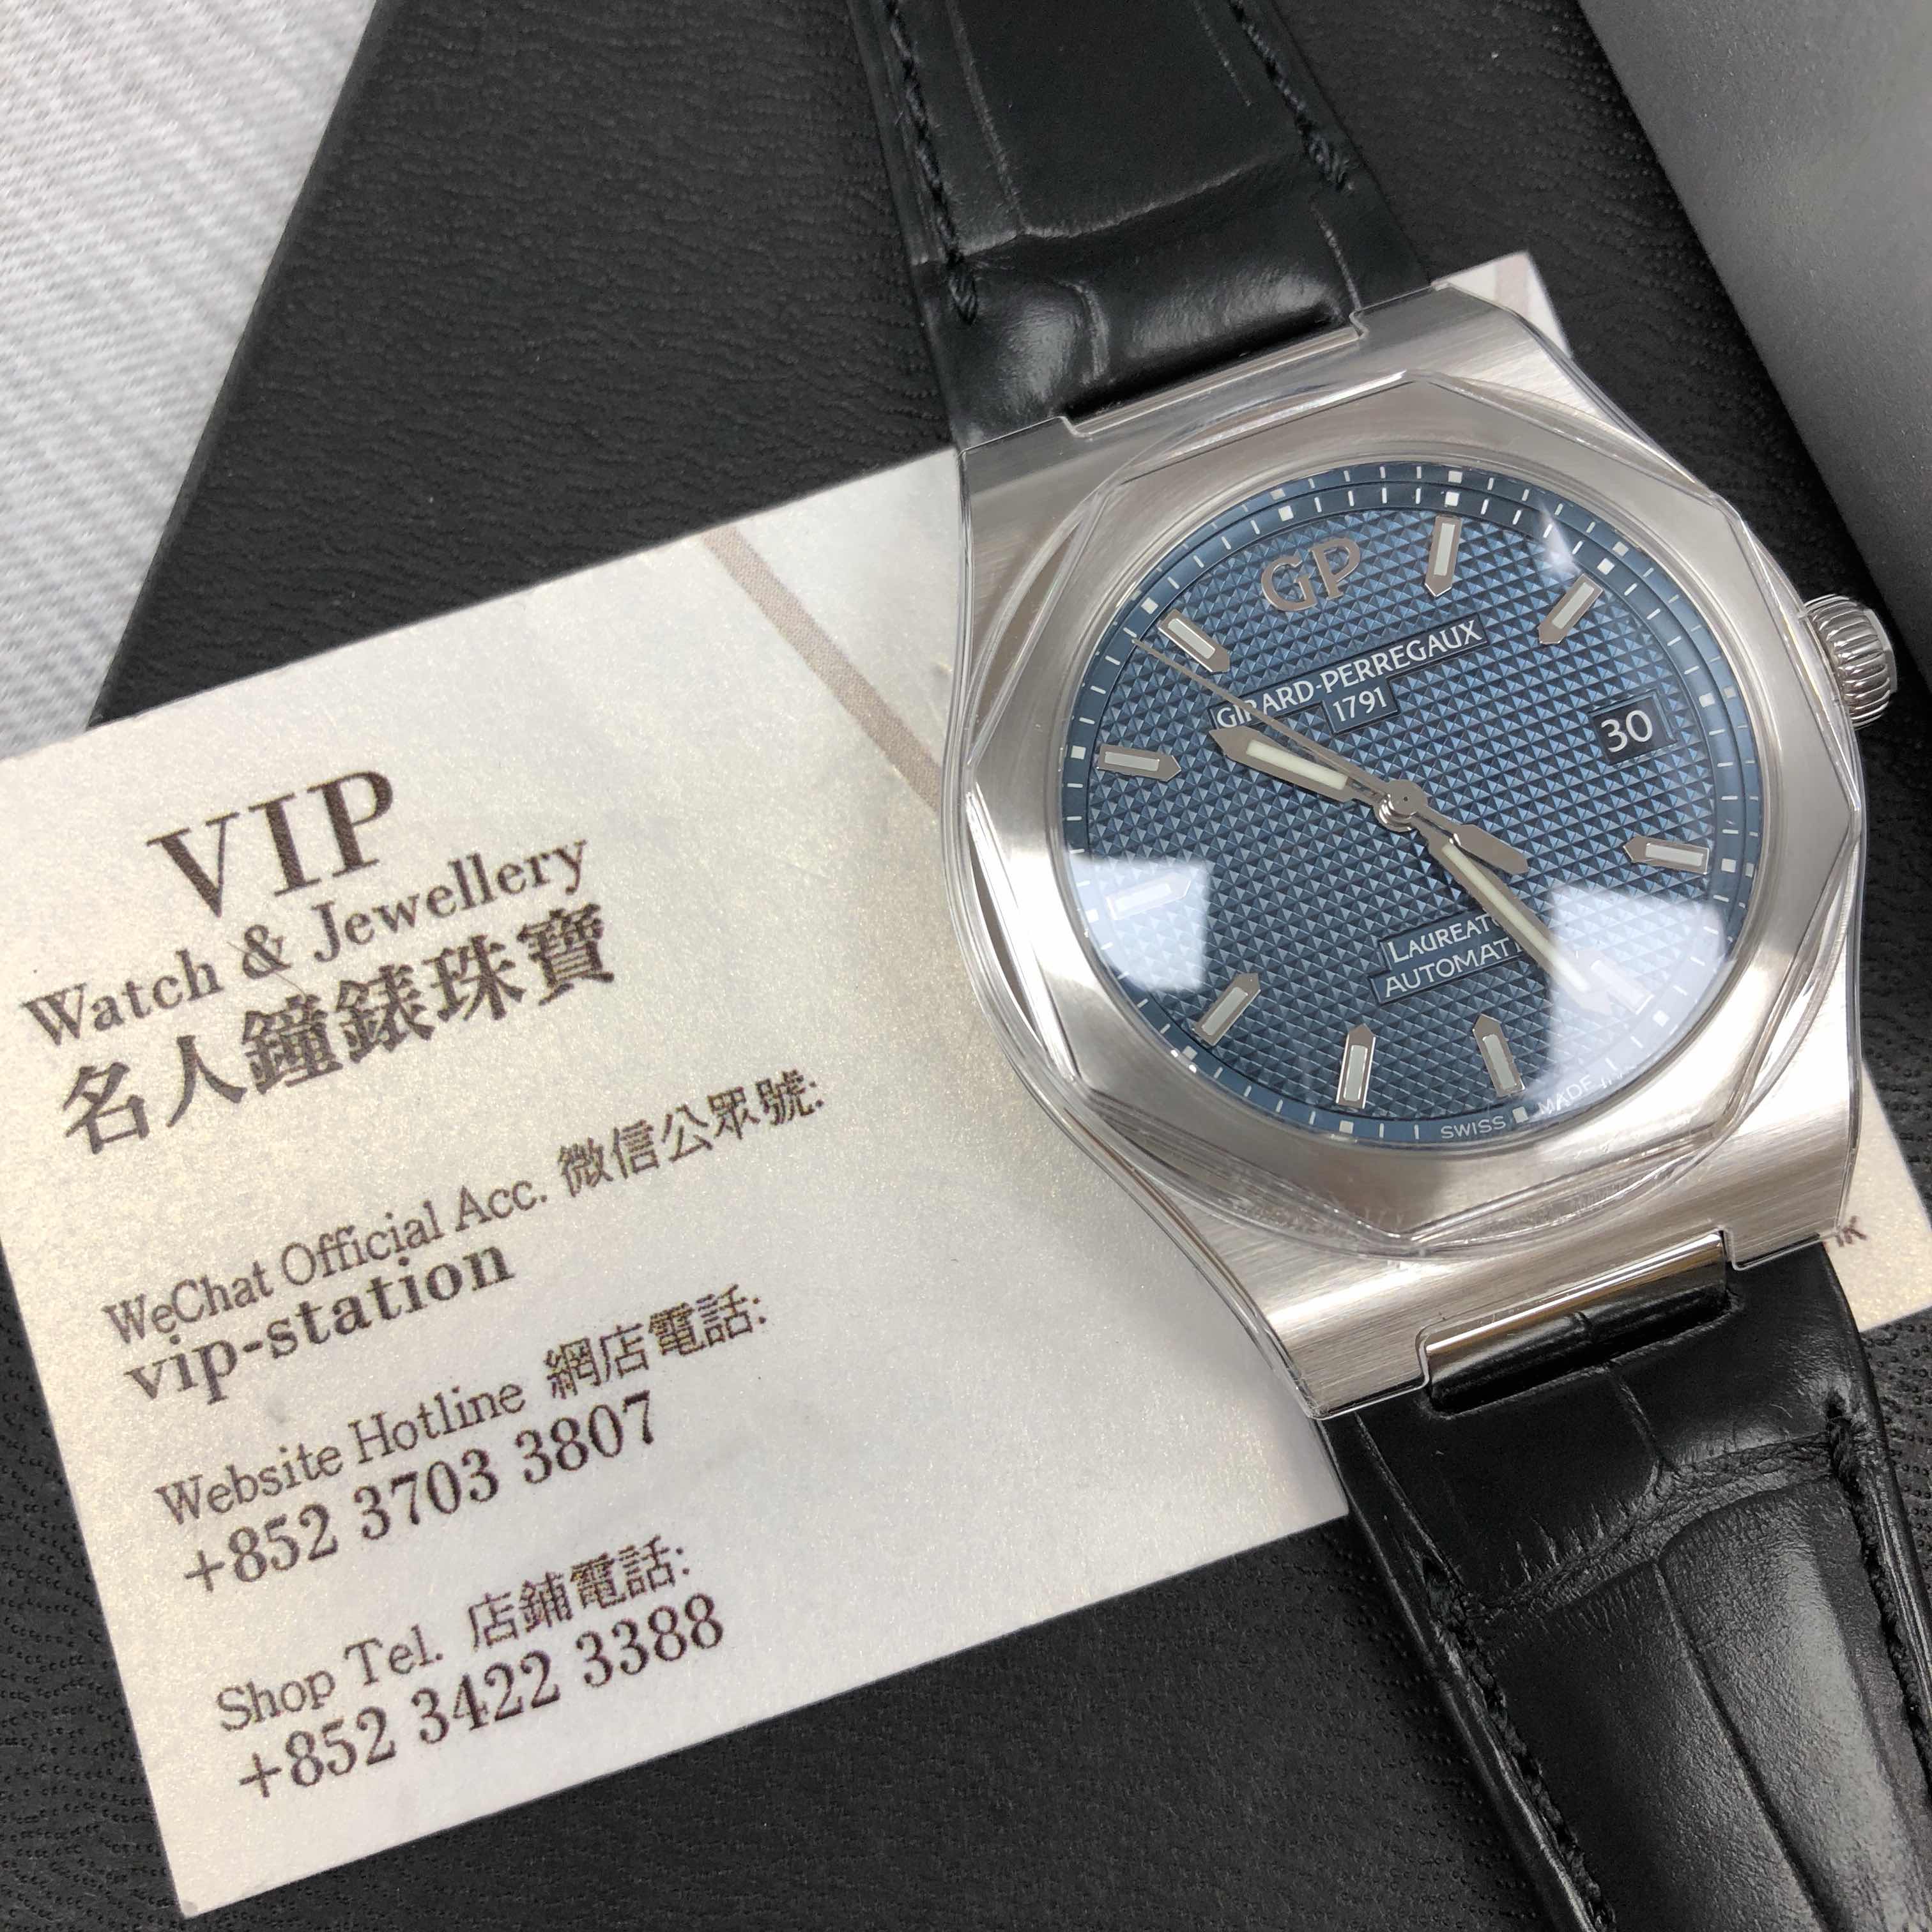 VIP
Watch & Jewellery
名人鐘錶珠寶
WeChat Official Acc. 微信公眾號:
vip-station
Website Hotline 網店電話:
+852 3703 3807
Shop Tel. 店鋪電話:
+852 3422 3388
GP
GIRARD-PERREGAUX
1791
30
SWISS MADE